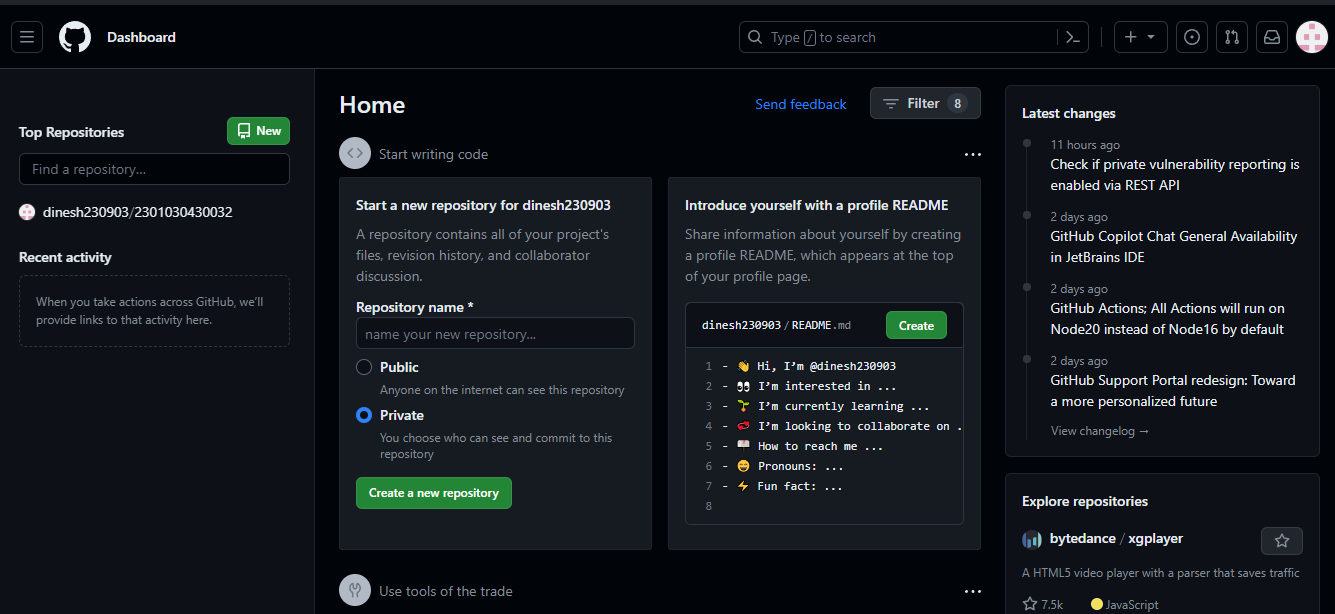 Dashboard
Type / to search
Top Repositories
New
Find a repository...
dinesh230903/2301030430032
Recent activity
When you take actions across GitHub, we'll
provide links to that activity here.
Home
Send feedback
Filter 8
Start writing code
Start a new repository for dinesh230903
A repository contains all of your project's
files, revision history, and collaborator
discussion.
Repository name *
name your new repository...
Public
Anyone on the internet can see this repository
Private
You choose who can see and commit to this
repository
Create a new repository
Introduce yourself with a profile README
Share information about yourself by creating
a profile README, which appears at the top
of your profile page.
dinesh230903 / README.md
Create
1 - 👋 Hi, I'm @dinesh230903
2 - 👀 I'm interested in ...
3 - 🌱 I'm currently learning ...
4 - 💞️ I'm looking to collaborate on .
5 - 📫 How to reach me ...
6 - 😄 Pronouns: ...
7 - ⚡ Fun fact: ...
8
Use tools of the trade
Latest changes
11 hours ago
Check if private vulnerability reporting is
enabled via REST API
2 days ago
GitHub Copilot Chat General Availability
in JetBrains IDE
2 days ago
GitHub Actions; All Actions will run on
Node20 instead of Node16 by default
2 days ago
GitHub Support Portal redesign: Toward
a more personalized future
View changelog →
Explore repositories
bytedance / xgplayer
A HTML5 video player with a parser that saves traffic
7.5k
JavaScript